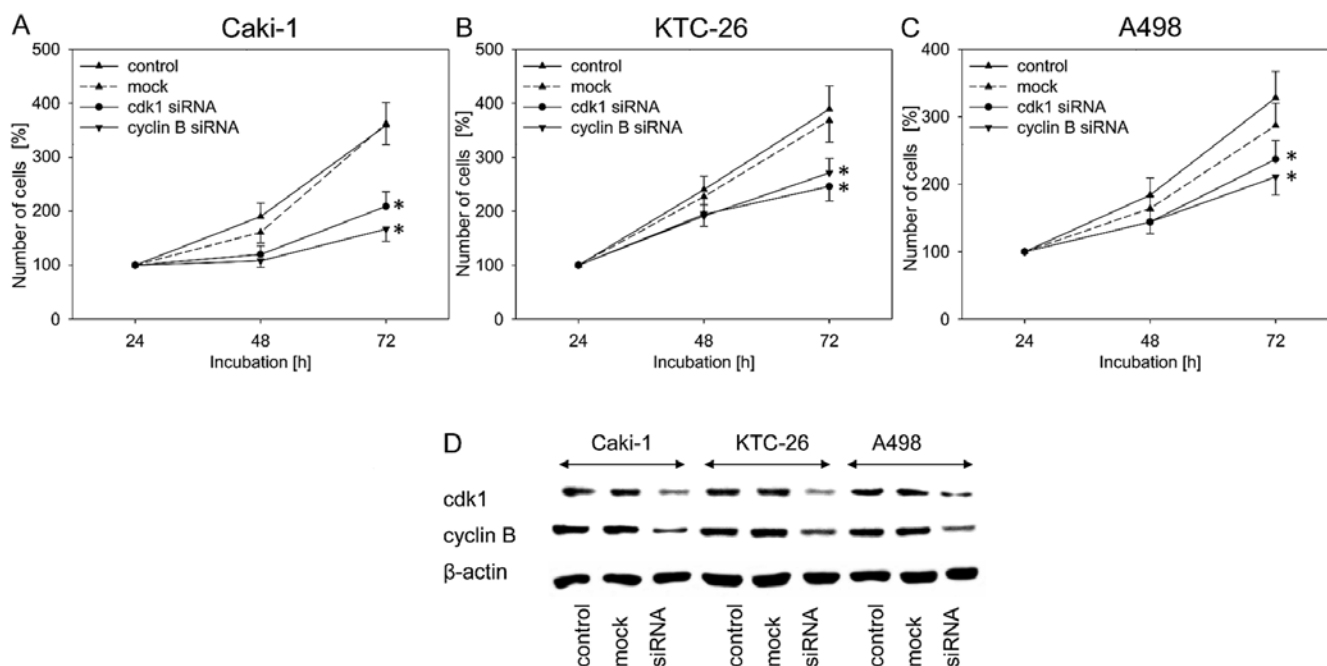 A
Caki-1
500
400
300
200
100
0
Number of cells [%]
control
mock
cdk1 siRNA
cyclin B siRNA
*
*
24
48
72
Incubation [h]
B
KTC-26
500
400
300
200
100
0
Number of cells [%]
control
mock
cdk1 siRNA
cyclin B siRNA
*
*
24
48
72
Incubation [h]
C
A498
400
300
200
100
0
Number of cells [%]
control
mock
cdk1 siRNA
cyclin B siRNA
*
*
24
48
72
Incubation [h]
D
Caki-1
KTC-26
A498
cdk1
cyclin B
β-actin
control
mock
siRNA
control
mock
siRNA
control
mock
siRNA